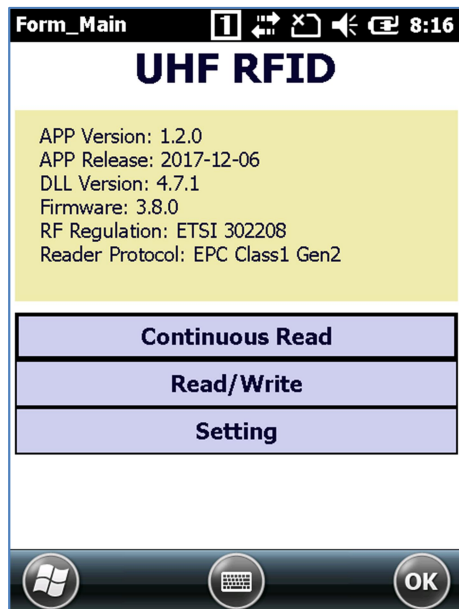 Form_Main 1 8:16
UHF RFID
APP Version: 1.2.0
APP Release: 2017-12-06
DLL Version: 4.7.1
Firmware: 3.8.0
RF Regulation: ETSI 302208
Reader Protocol: EPC Class1 Gen2
Continuous Read
Read/Write
Setting
OK